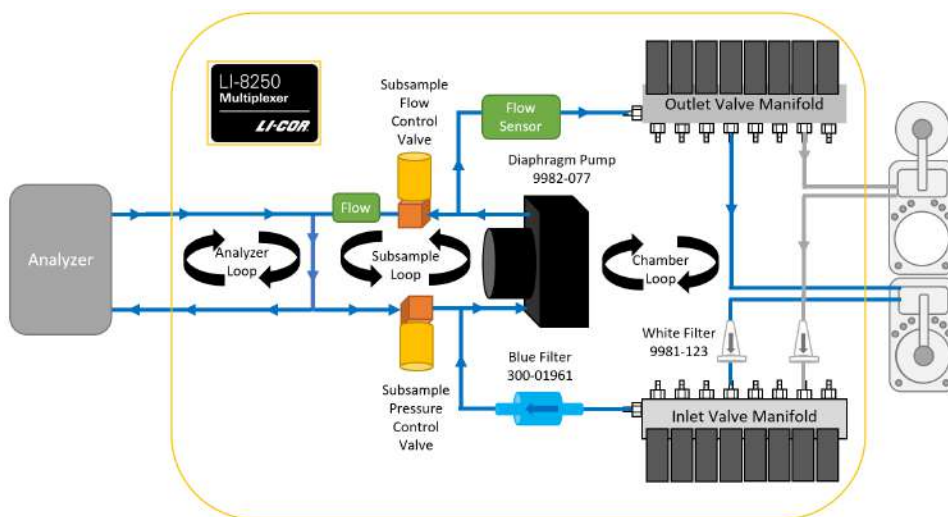 LI-8250
Multiplexer
LI-COR
Subsample
Flow
Control
Valve
Flow
Sensor
Outlet Valve Manifold
Diaphragm Pump
9982-077
Flow
Analyzer
Analyzer
Loop
Subsample
Loop
Chamber
Loop
White Filter
9981-123
Blue Filter
300-01961
Subsample
Pressure
Control
Valve
Inlet Valve Manifold